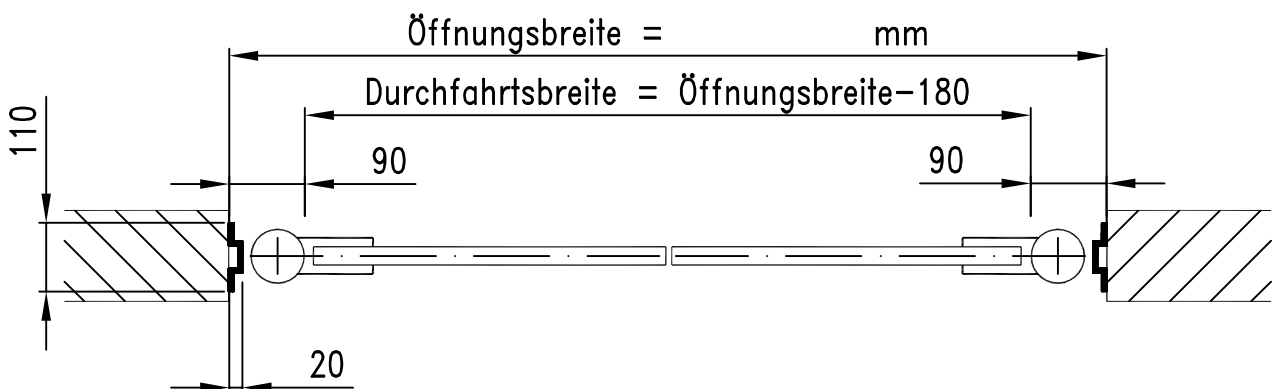 Öffnungsbreite = mm
Durchfahrtsbreite = Öffnungsbreite-180
110
90
90
20